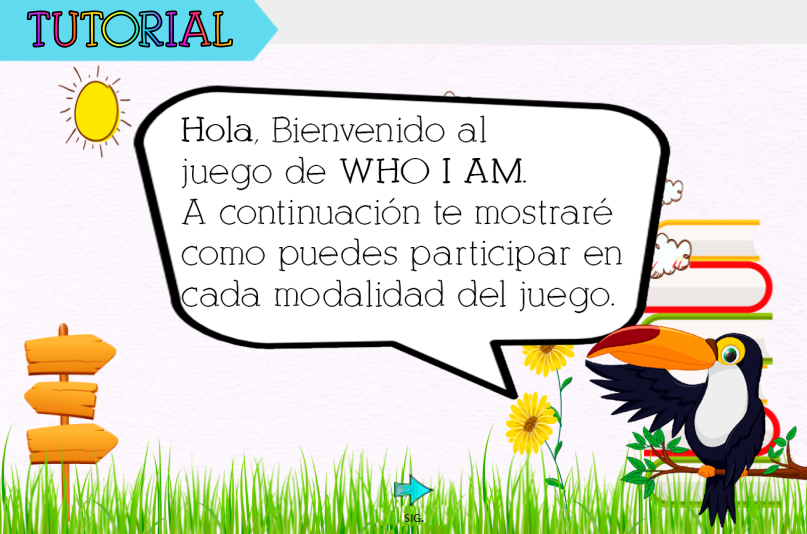 TUTORIAL
Hola, Bienvenido al
juego de WHO I AM.
A continuación te mostraré
como puedes participar en
cada modalidad del juego.
SIG.